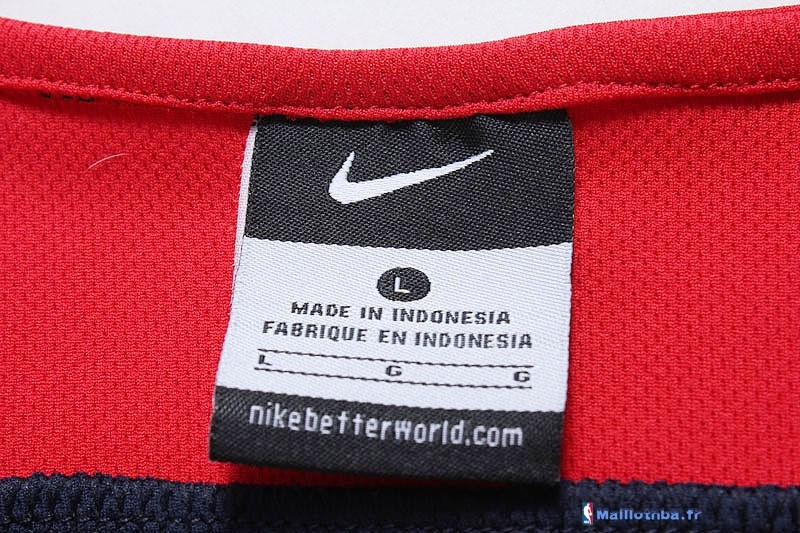 L
MADE IN INDONESIA
FABRIQUE EN INDONESIA
L G G
nikebetterworld.com
Maillotnba.fr